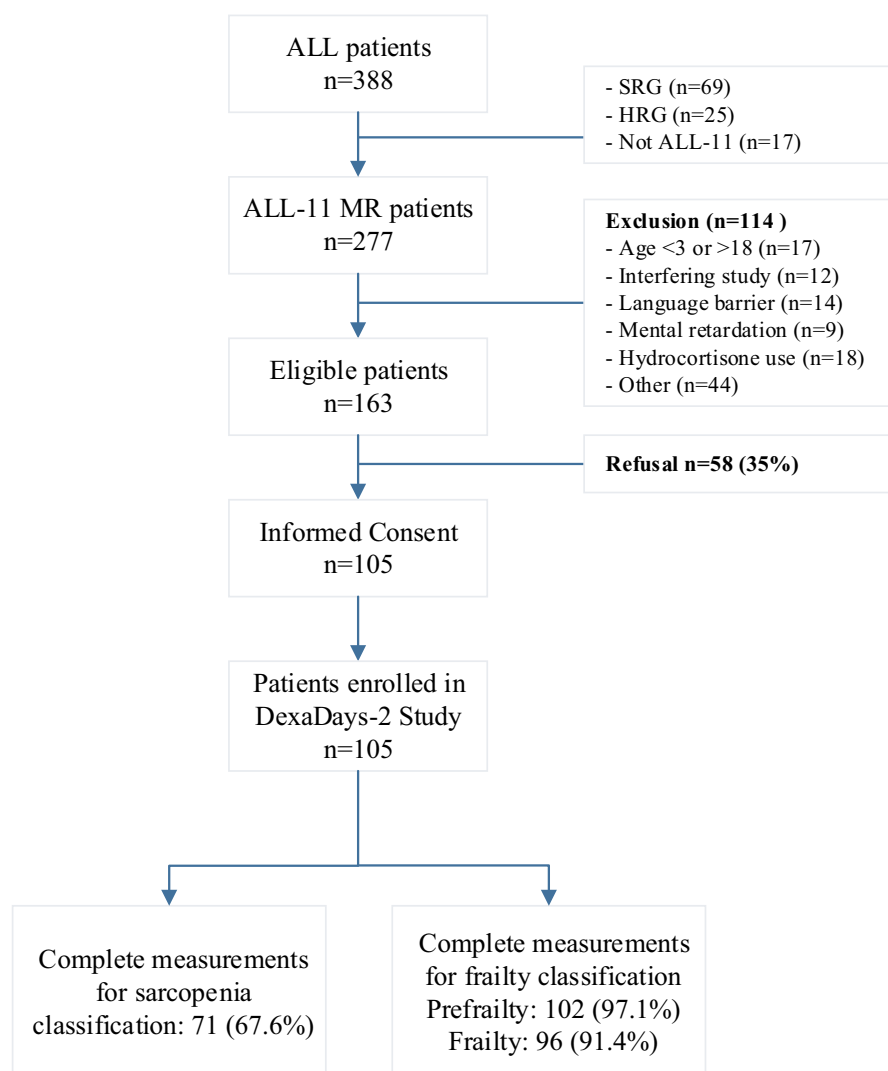 ALL patients
n=388
- SRG (n=69)
- HRG (n=25)
- Not ALL-11 (n=17)
ALL-11 MR patients
n=277
Exclusion (n=114 )
- Age <3 or >18 (n=17)
- Interfering study (n=12)
- Language barrier (n=14)
- Mental retardation (n=9)
- Hydrocortisone use (n=18)
- Other (n=44)
Eligible patients
n=163
Refusal n=58 (35%)
Informed Consent
n=105
Patients enrolled in
DexaDays-2 Study
n=105
Complete measurements
for sarcopenia
classification: 71 (67.6%)
Complete measurements
for frailty classification
Prefrailty: 102 (97.1%)
Frailty: 96 (91.4%)